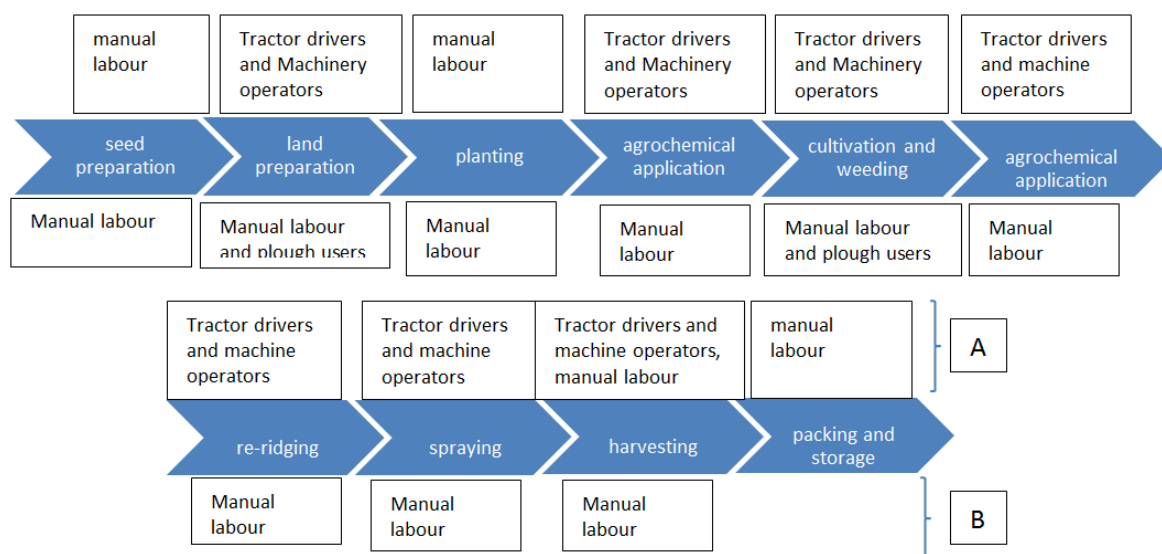 manual
labour
Tractor drivers
and Machinery
operators
manual
labour
Tractor drivers
and Machinery
operators
Tractor drivers
and Machinery
operators
Tractor drivers
and machine
operators
seed
preparation
land
preparation
planting
agrochemical
application
cultivation and
weeding
agrochemical
application
Manual labour
Manual labour
and plough users
Manual
labour
Manual
labour
Manual labour
and plough users
Manual
labour
Tractor drivers
and machine
operators
Tractor drivers
and machine
operators
Tractor drivers and
machine operators,
manual labour
manual
labour
A
re-ridging
spraying
harvesting
packing and
storage
Manual
labour
Manual
labour
Manual
labour
B